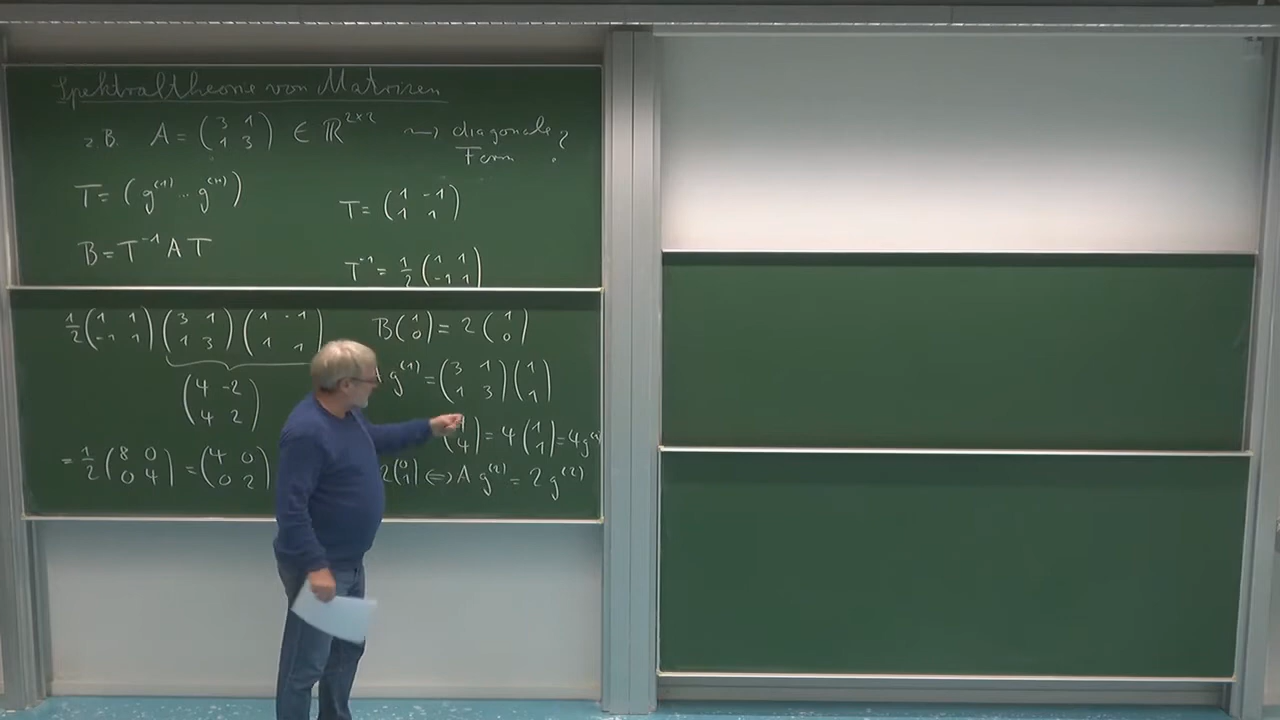 Spektraltheorie von Matrizen
z.B. A = (3 1; 1 3) ∈ ℝ^{2×2} ⤳ diagonale Form ?
T = (g^{(1)} ... g^{(n)})
T = (1 -1; 1 1)
B = T^{-1} A T
T^{-1} = 1/2 (1 1; -1 1)
1/2 (1 1; -1 1) (3 1; 1 3) (1 -1; 1 1)
(4 -2; 4 2)
= 1/2 (8 0; 0 4) = (4 0; 0 2)
B (1; 0) = 2 (1; 0)
g^{(1)} = (3 1; 1 3) (1; 1)
4) = 4 (1; 1) = 4g
2 (0; 1) ⟺ A g^{(2)} = 2 g^{(2)}